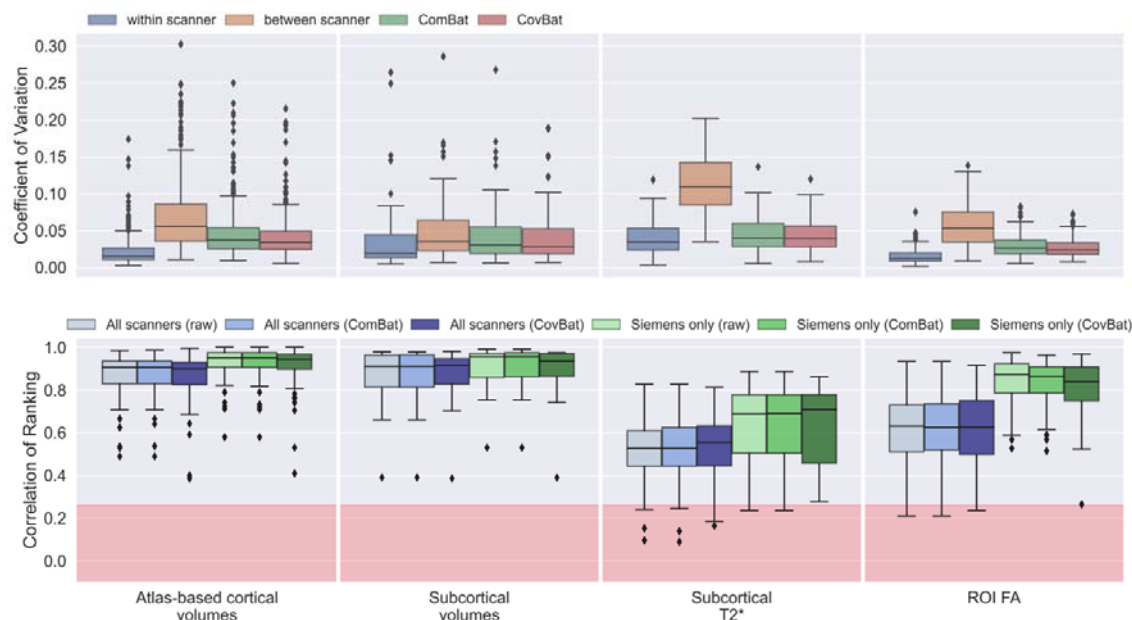 within scanner between scanner ComBat CovBat
Coefficient of Variation
0.30
0.25
0.20
0.15
0.10
0.05
0.00
All scanners (raw) All scanners (ComBat) All scanners (CovBat) Siemens only (raw) Siemens only (ComBat) Siemens only (CovBat)
Correlation of Ranking
1.0
0.8
0.6
0.4
0.2
0.0
Atlas-based cortical
volumes
Subcortical
volumes
Subcortical
T2*
ROI FA